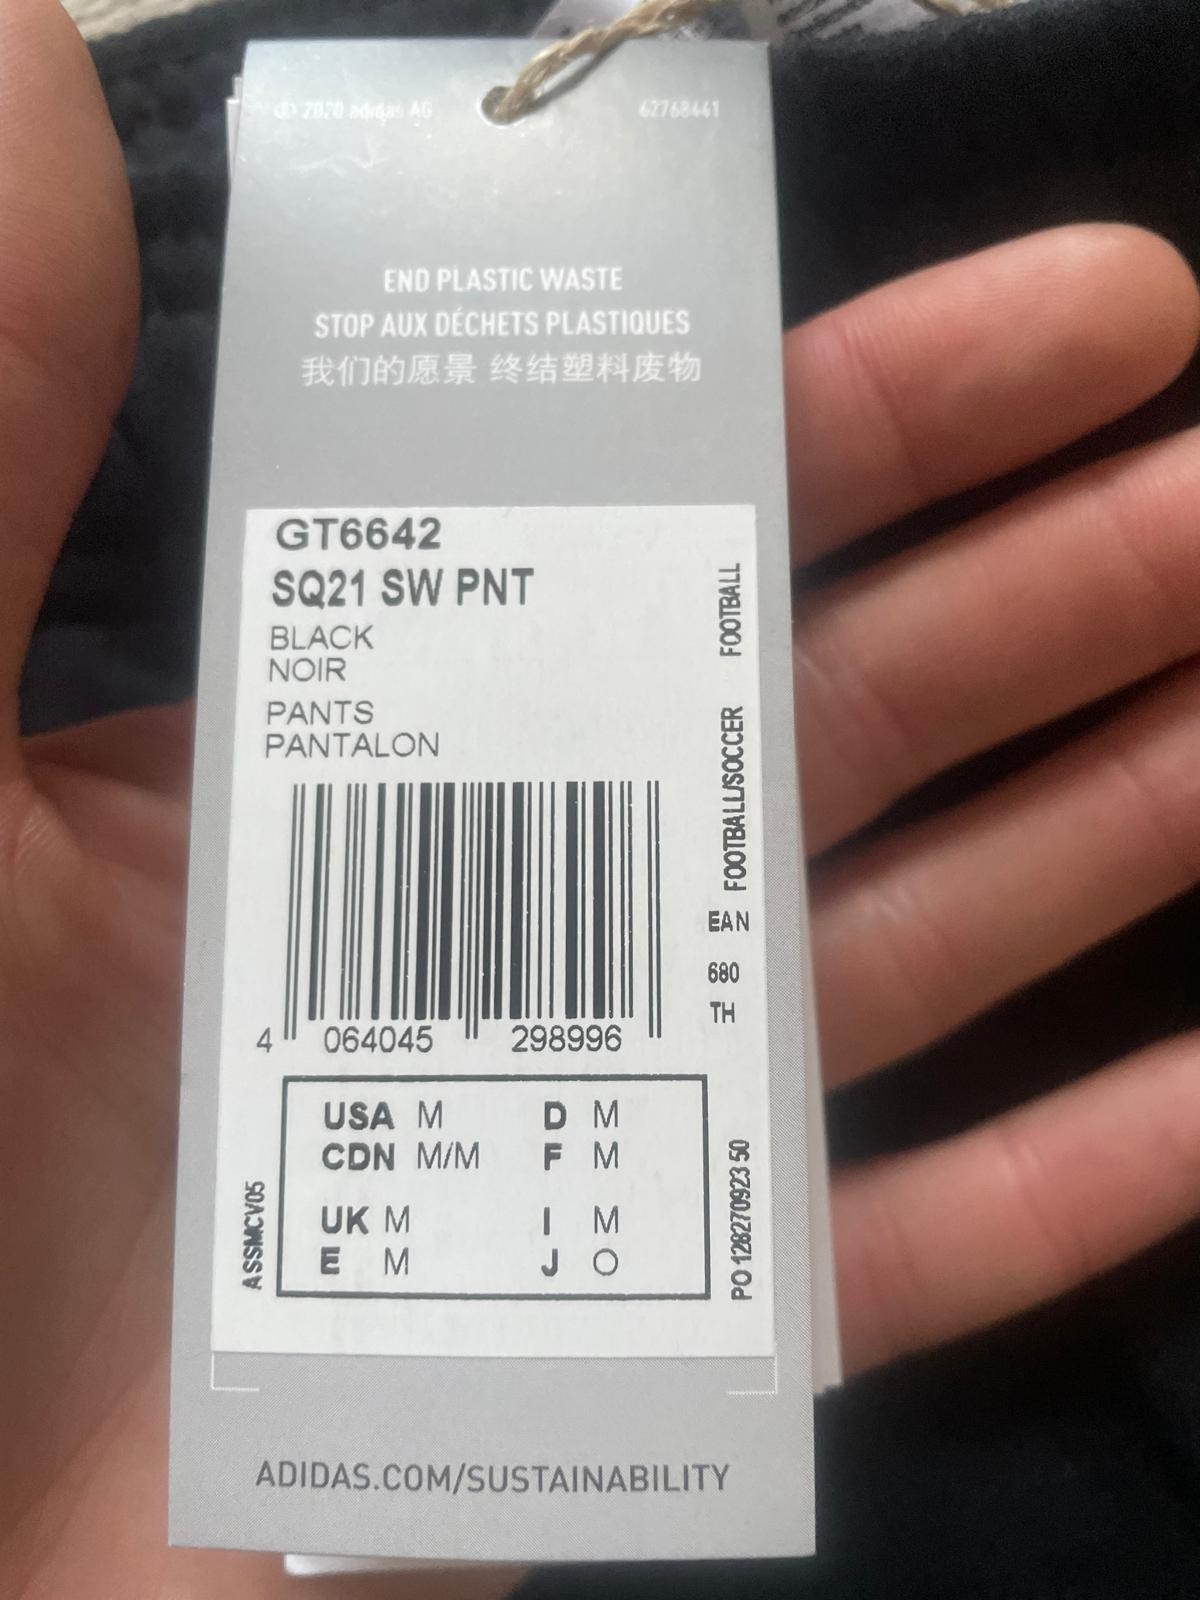 © 2020 adidas AG
62768441
END PLASTIC WASTE
STOP AUX DÉCHETS PLASTIQUES
我们的愿景 终结塑料废物
GT6642
SQ21 SW PNT
BLACK
NOIR
PANTS
PANTALON
FOOTBALL/SOCCER FOOTBALL
EAN
680
TH
4 064045 298996
USA M D M
CDN M/M F M
UK M I M
E M J O
ASSMCV05
PO 128270923 50
ADIDAS.COM/SUSTAINABILITY